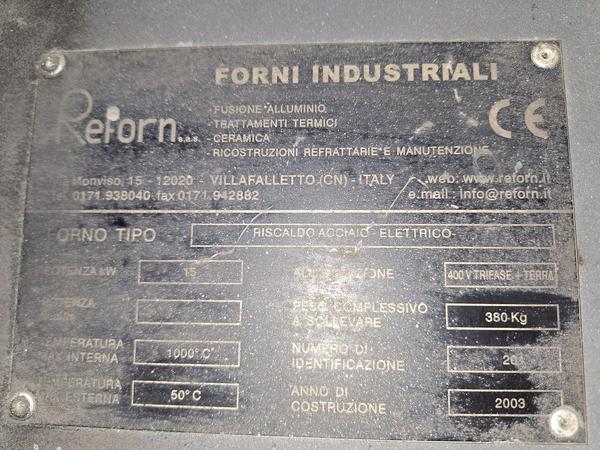 FORNI INDUSTRIALI
Reforn s.a.s.
CE
- FUSIONE ALLUMINIO
- TRATTAMENTI TERMICI
- CERAMICA
- RICOSTRUZIONI REFRATTARIE E MANUTENZIONE
Monviso, 15 - 12020 - VILLAFALLETTO (CN) - ITALY web: www.reforn.it
0171.938040 fax 0171.942882 e.mail: info@reforn.it
FORNO TIPO RISCALDO ACCIAIO - ELETTRICO-
POTENZA kW 15 ALIMENTAZIONE 400 V TRIFASE + TERRA
POTENZA PESO COMPLESSIVO
A SOLLEVARE 380 Kg
TEMPERATURA
MAX INTERNA 1000° C NUMERO DI
IDENTIFICAZIONE
TEMPERATURA
MAX ESTERNA 50° C ANNO DI
COSTRUZIONE 2003